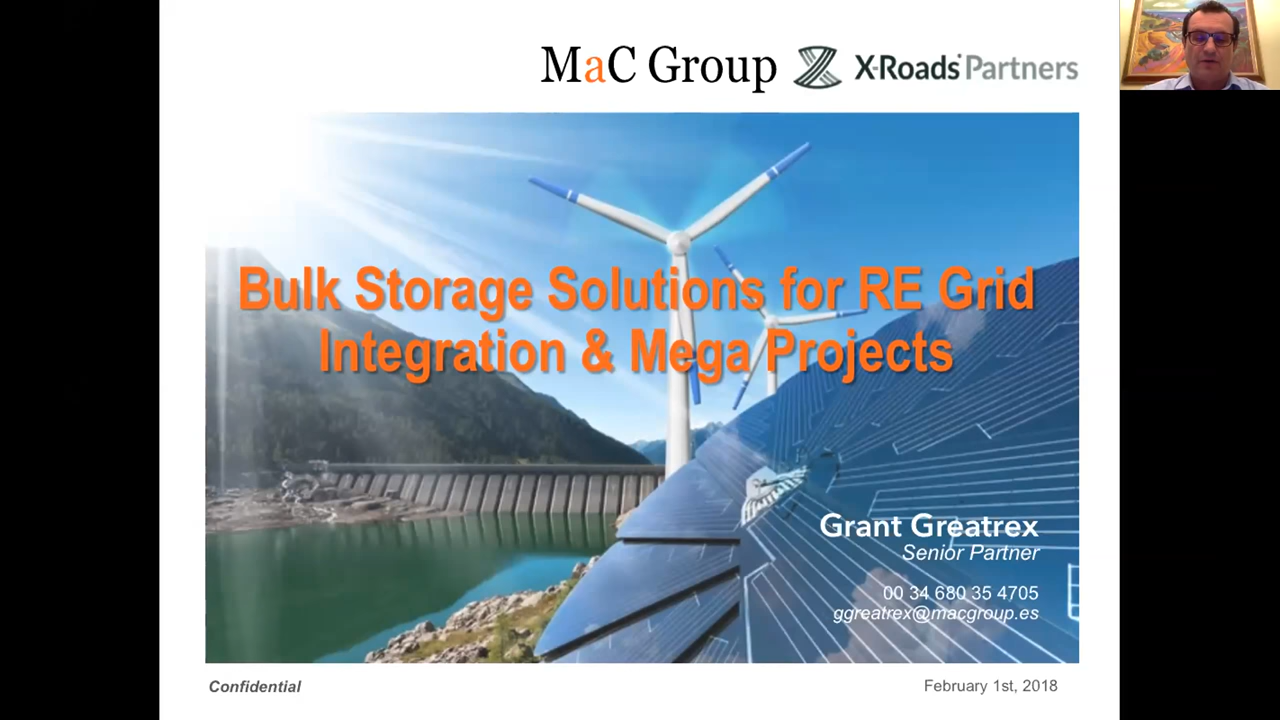 MaC Group X-Roads Partners
Bulk Storage Solutions for RE Grid
Integration & Mega Projects
Grant Greatrex
Senior Partner
00 34 680 35 4705
ggreatrex@macgroup.es
Confidential
February 1st, 2018